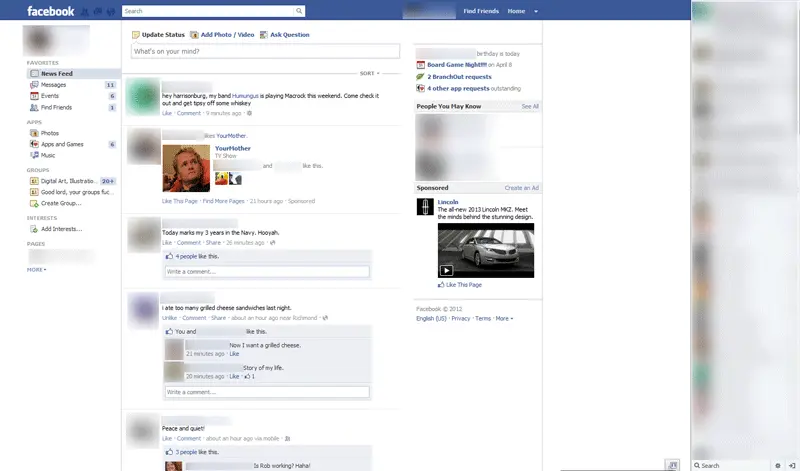 facebook
Search
Find Friends
Home
FAVORITES
News Feed
Messages 11
Events 6
Find Friends 3
APPS
Photos
Apps and Games 6
Music
GROUPS
Digital Art, Illustratio... 20+
Good lord, your groups fuc...
Create Group...
INTERESTS
Add Interests...
PAGES
MORE
Update Status Add Photo / Video Ask Question
What's on your mind?
SORT
hey harrisonburg, my band Humungus is playing Macrock this weekend. Come check it
out and get tipsy off some whiskey
Like · Comment · 9 minutes ago ·
likes YourMother.
YourMother
TV Show
and like this.
Like This Page · Find More Pages · 21 hours ago · Sponsored
Today marks my 3 years in the Navy. Hooyah.
Like · Comment · Share · 26 minutes ago ·
4 people like this.
Write a comment...
i ate too many grilled cheese sandwiches last night.
Unlike · Comment · Share · about an hour ago near Richmond ·
You and like this.
Now I want a grilled cheese.
21 minutes ago · Like
Story of my life.
20 minutes ago · Like · 1
Write a comment...
Peace and quiet!
Like · Comment · about an hour ago via mobile ·
3 people like this.
Is Rob working? Haha!
birthday is today
Board Game Night!!!! on April 8
2 BranchOut requests
4 other app requests outstanding
People You May Know See All
Sponsored Create an Ad
Lincoln
The all-new 2013 Lincoln MKZ. Meet
the minds behind the stunning design.
Like This Page
Facebook © 2012
English (US) · Privacy · Terms · More
Search